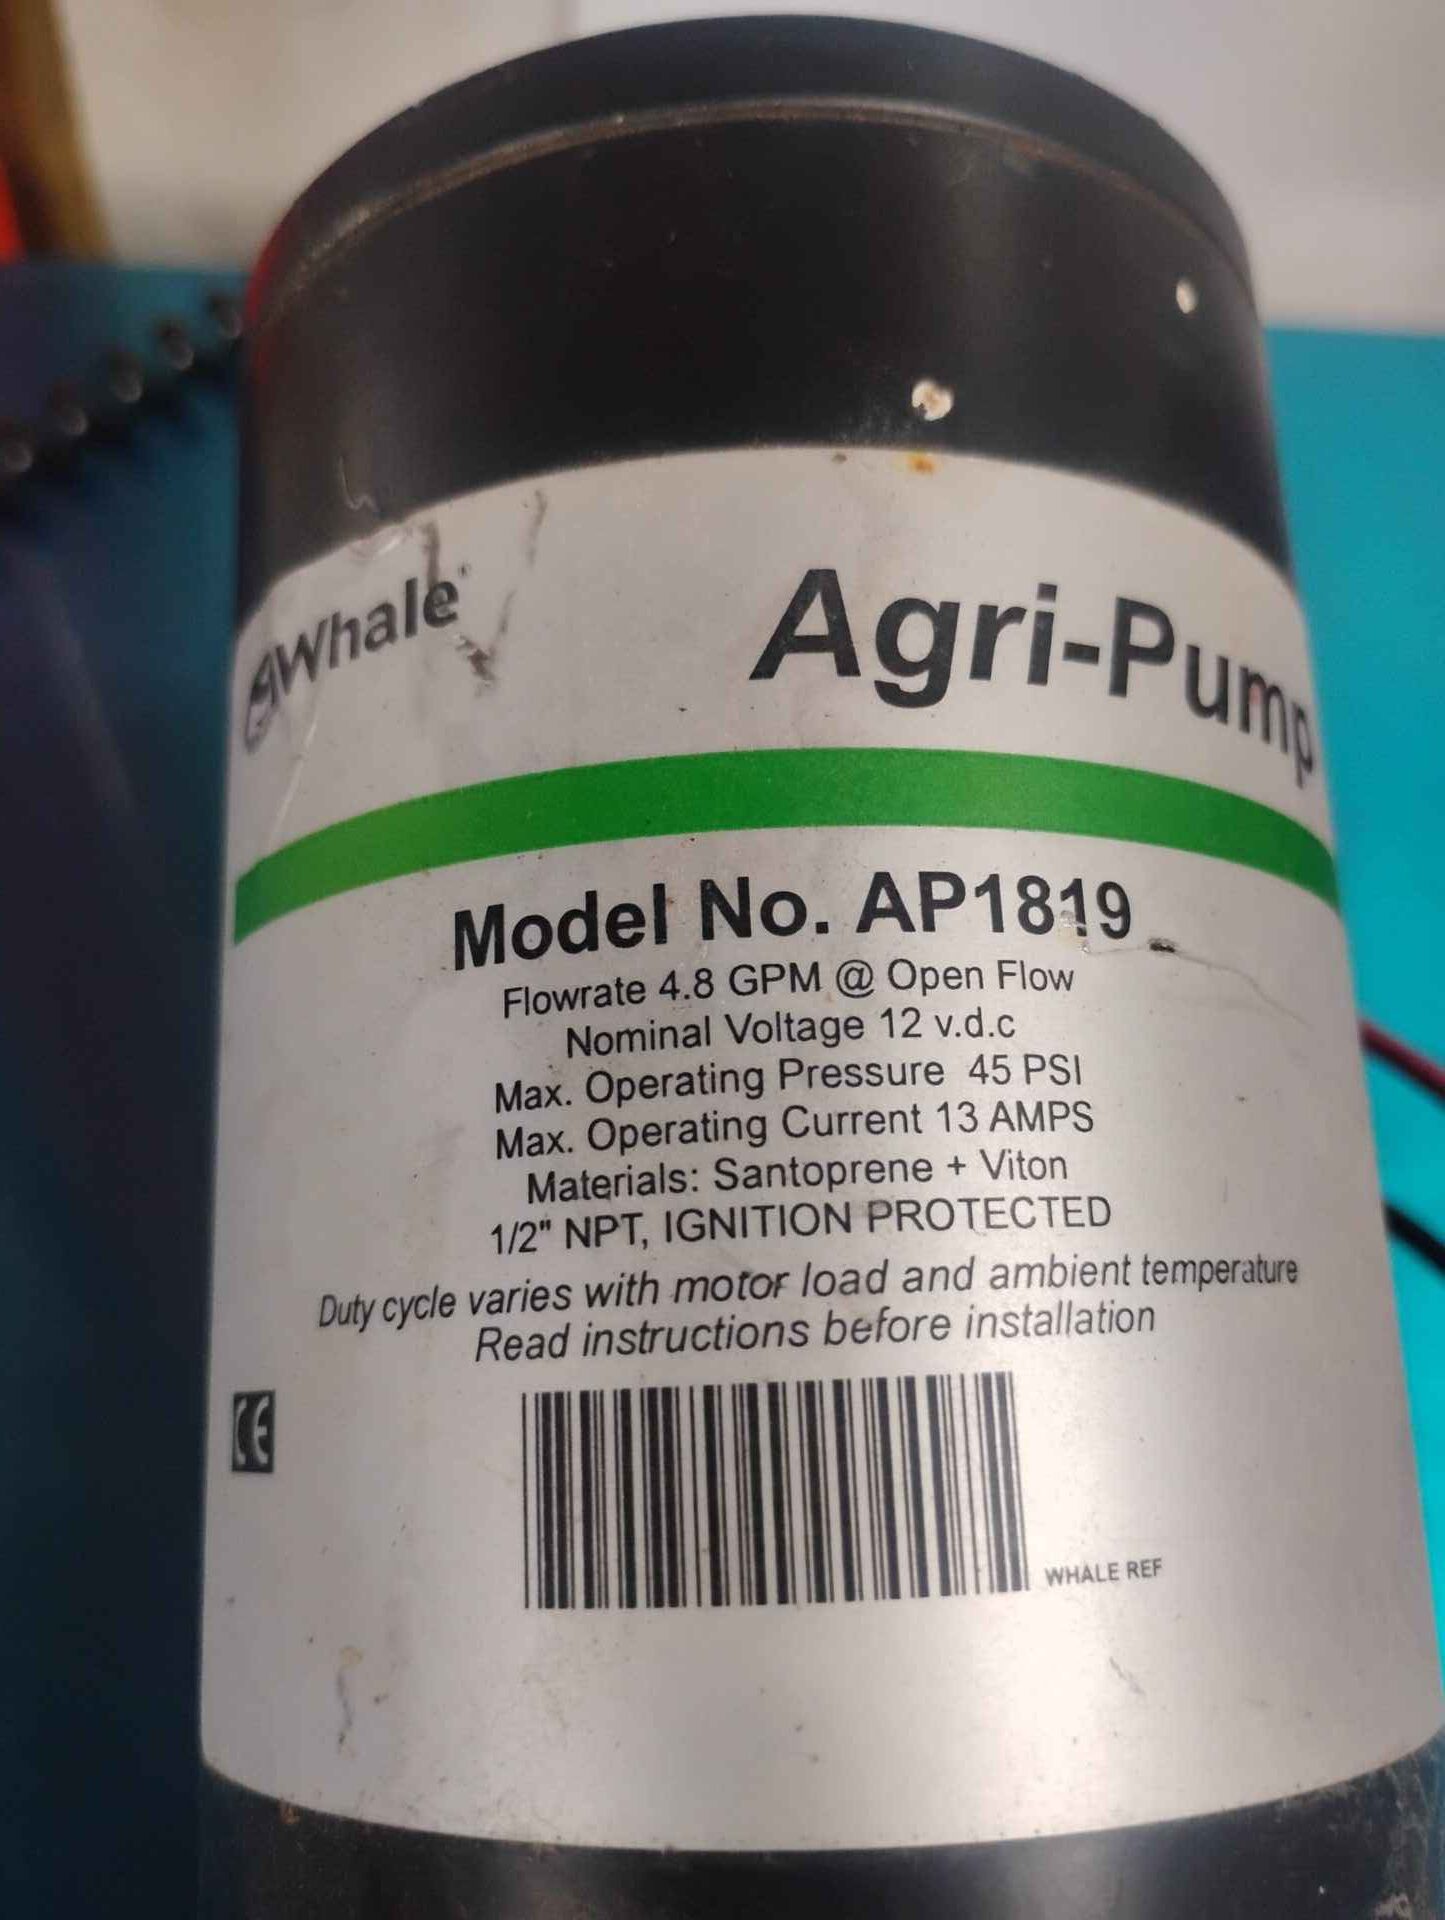 Whale®
Agri-Pump
Model No. AP1819
Flowrate 4.8 GPM @ Open Flow
Nominal Voltage 12 v.d.c
Max. Operating Pressure 45 PSI
Max. Operating Current 13 AMPS
Materials: Santoprene + Viton
1/2" NPT, IGNITION PROTECTED
Duty cycle varies with motor load and ambient temperature
Read instructions before installation
CE
WHALE REF